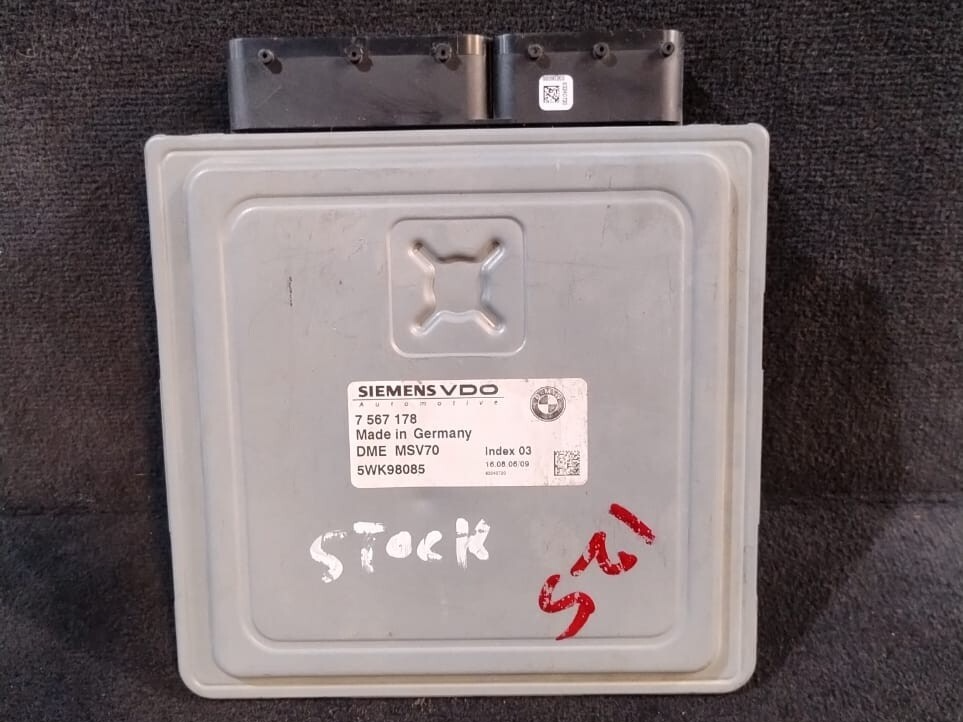 SIEMENS VDO
Automotive
7 567 178
Made in Germany
DME MSV70
Index 03
5WK98085
16.08.06/09
STOCK